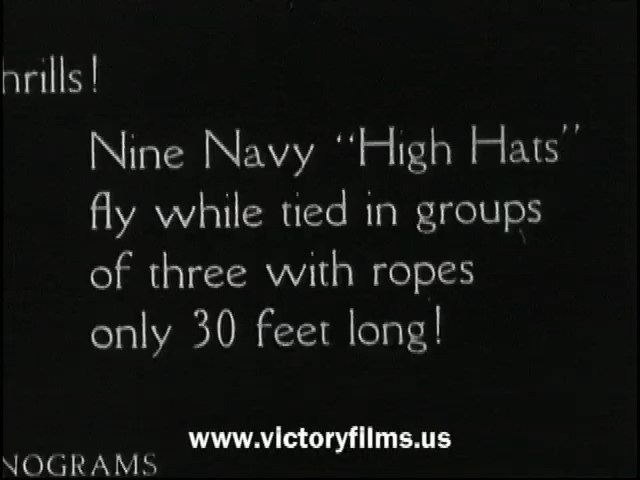 hrills!
Nine Navy "High Hats"
fly while tied in groups
of three with ropes
only 30 feet long!
www.victoryfilms.us
NOGRAMS